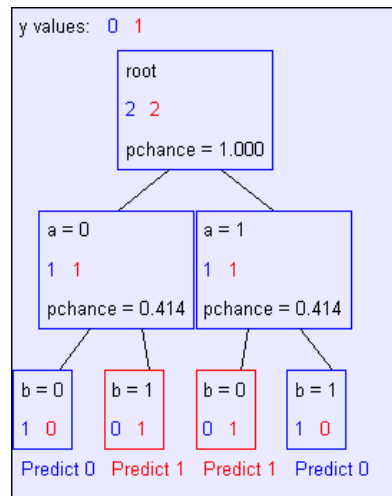 y values: 0 1
root
2 2
pchance = 1.000
a = 0 a = 1
1 1 1 1
pchance = 0.414 pchance = 0.414
b = 0 b = 1 b = 0 b = 1
1 0 0 1 0 1 1 0
Predict 0 Predict 1 Predict 1 Predict 0